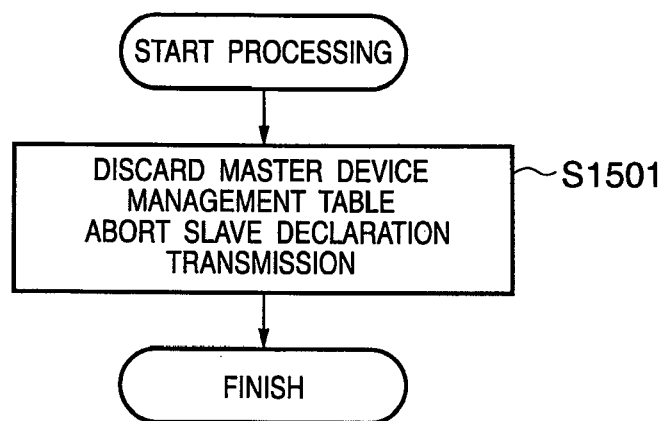 START PROCESSING
DISCARD MASTER DEVICE
MANAGEMENT TABLE
ABORT SLAVE DECLARATION
TRANSMISSION
S1501
FINISH